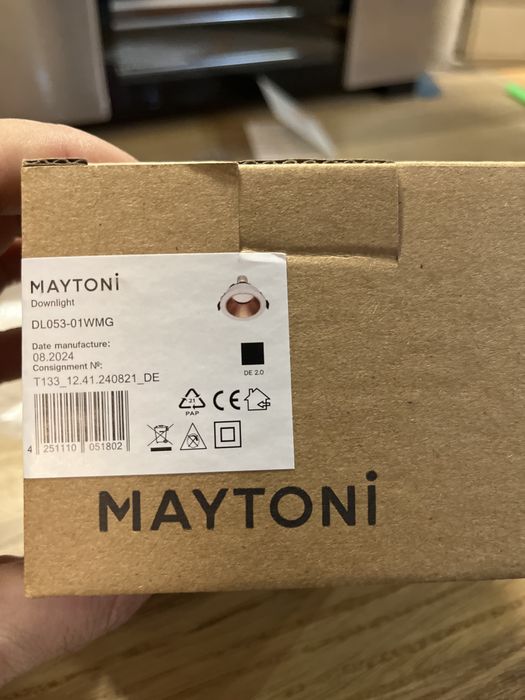 MAYTONi
Downlight
DL053-01WMG
Date manufacture:
08.2024
Consignment №:
T133_12.41.240821_DE
DE 2.0
21
PAP
CE
4 251110 051802
MAYTONi